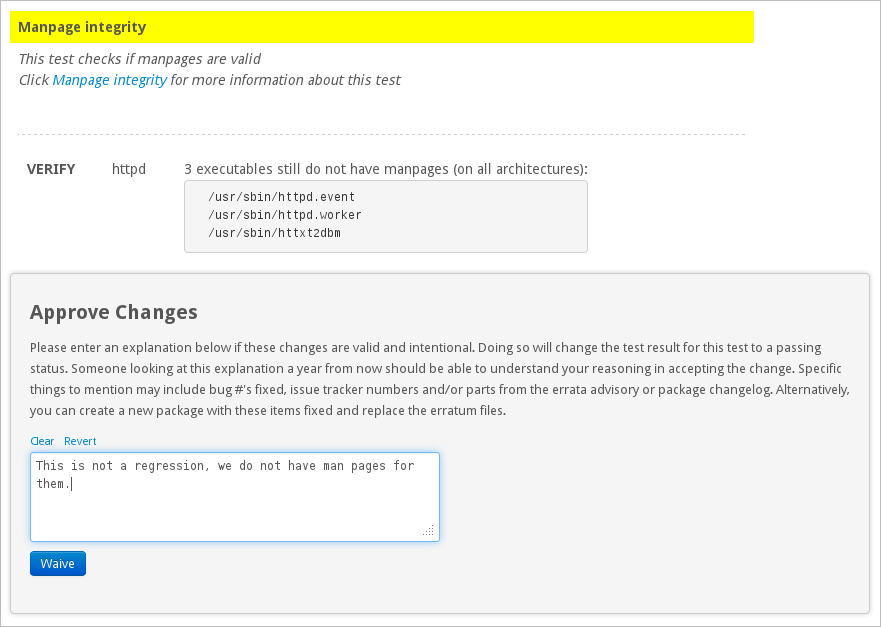 Manpage integrity
This test checks if manpages are valid
Click Manpage integrity for more information about this test
VERIFY httpd 3 executables still do not have manpages (on all architectures):
/usr/sbin/httpd.event
/usr/sbin/httpd.worker
/usr/sbin/httxt2dbm
Approve Changes
Please enter an explanation below if these changes are valid and intentional. Doing so will change the test result for this test to a passing
status. Someone looking at this explanation a year from now should be able to understand your reasoning in accepting the change. Specific
things to mention may include bug #'s fixed, issue tracker numbers and/or parts from the errata advisory or package changelog. Alternatively,
you can create a new package with these items fixed and replace the erratum files.
Clear Revert
This is not a regression, we do not have man pages for
them.
Waive